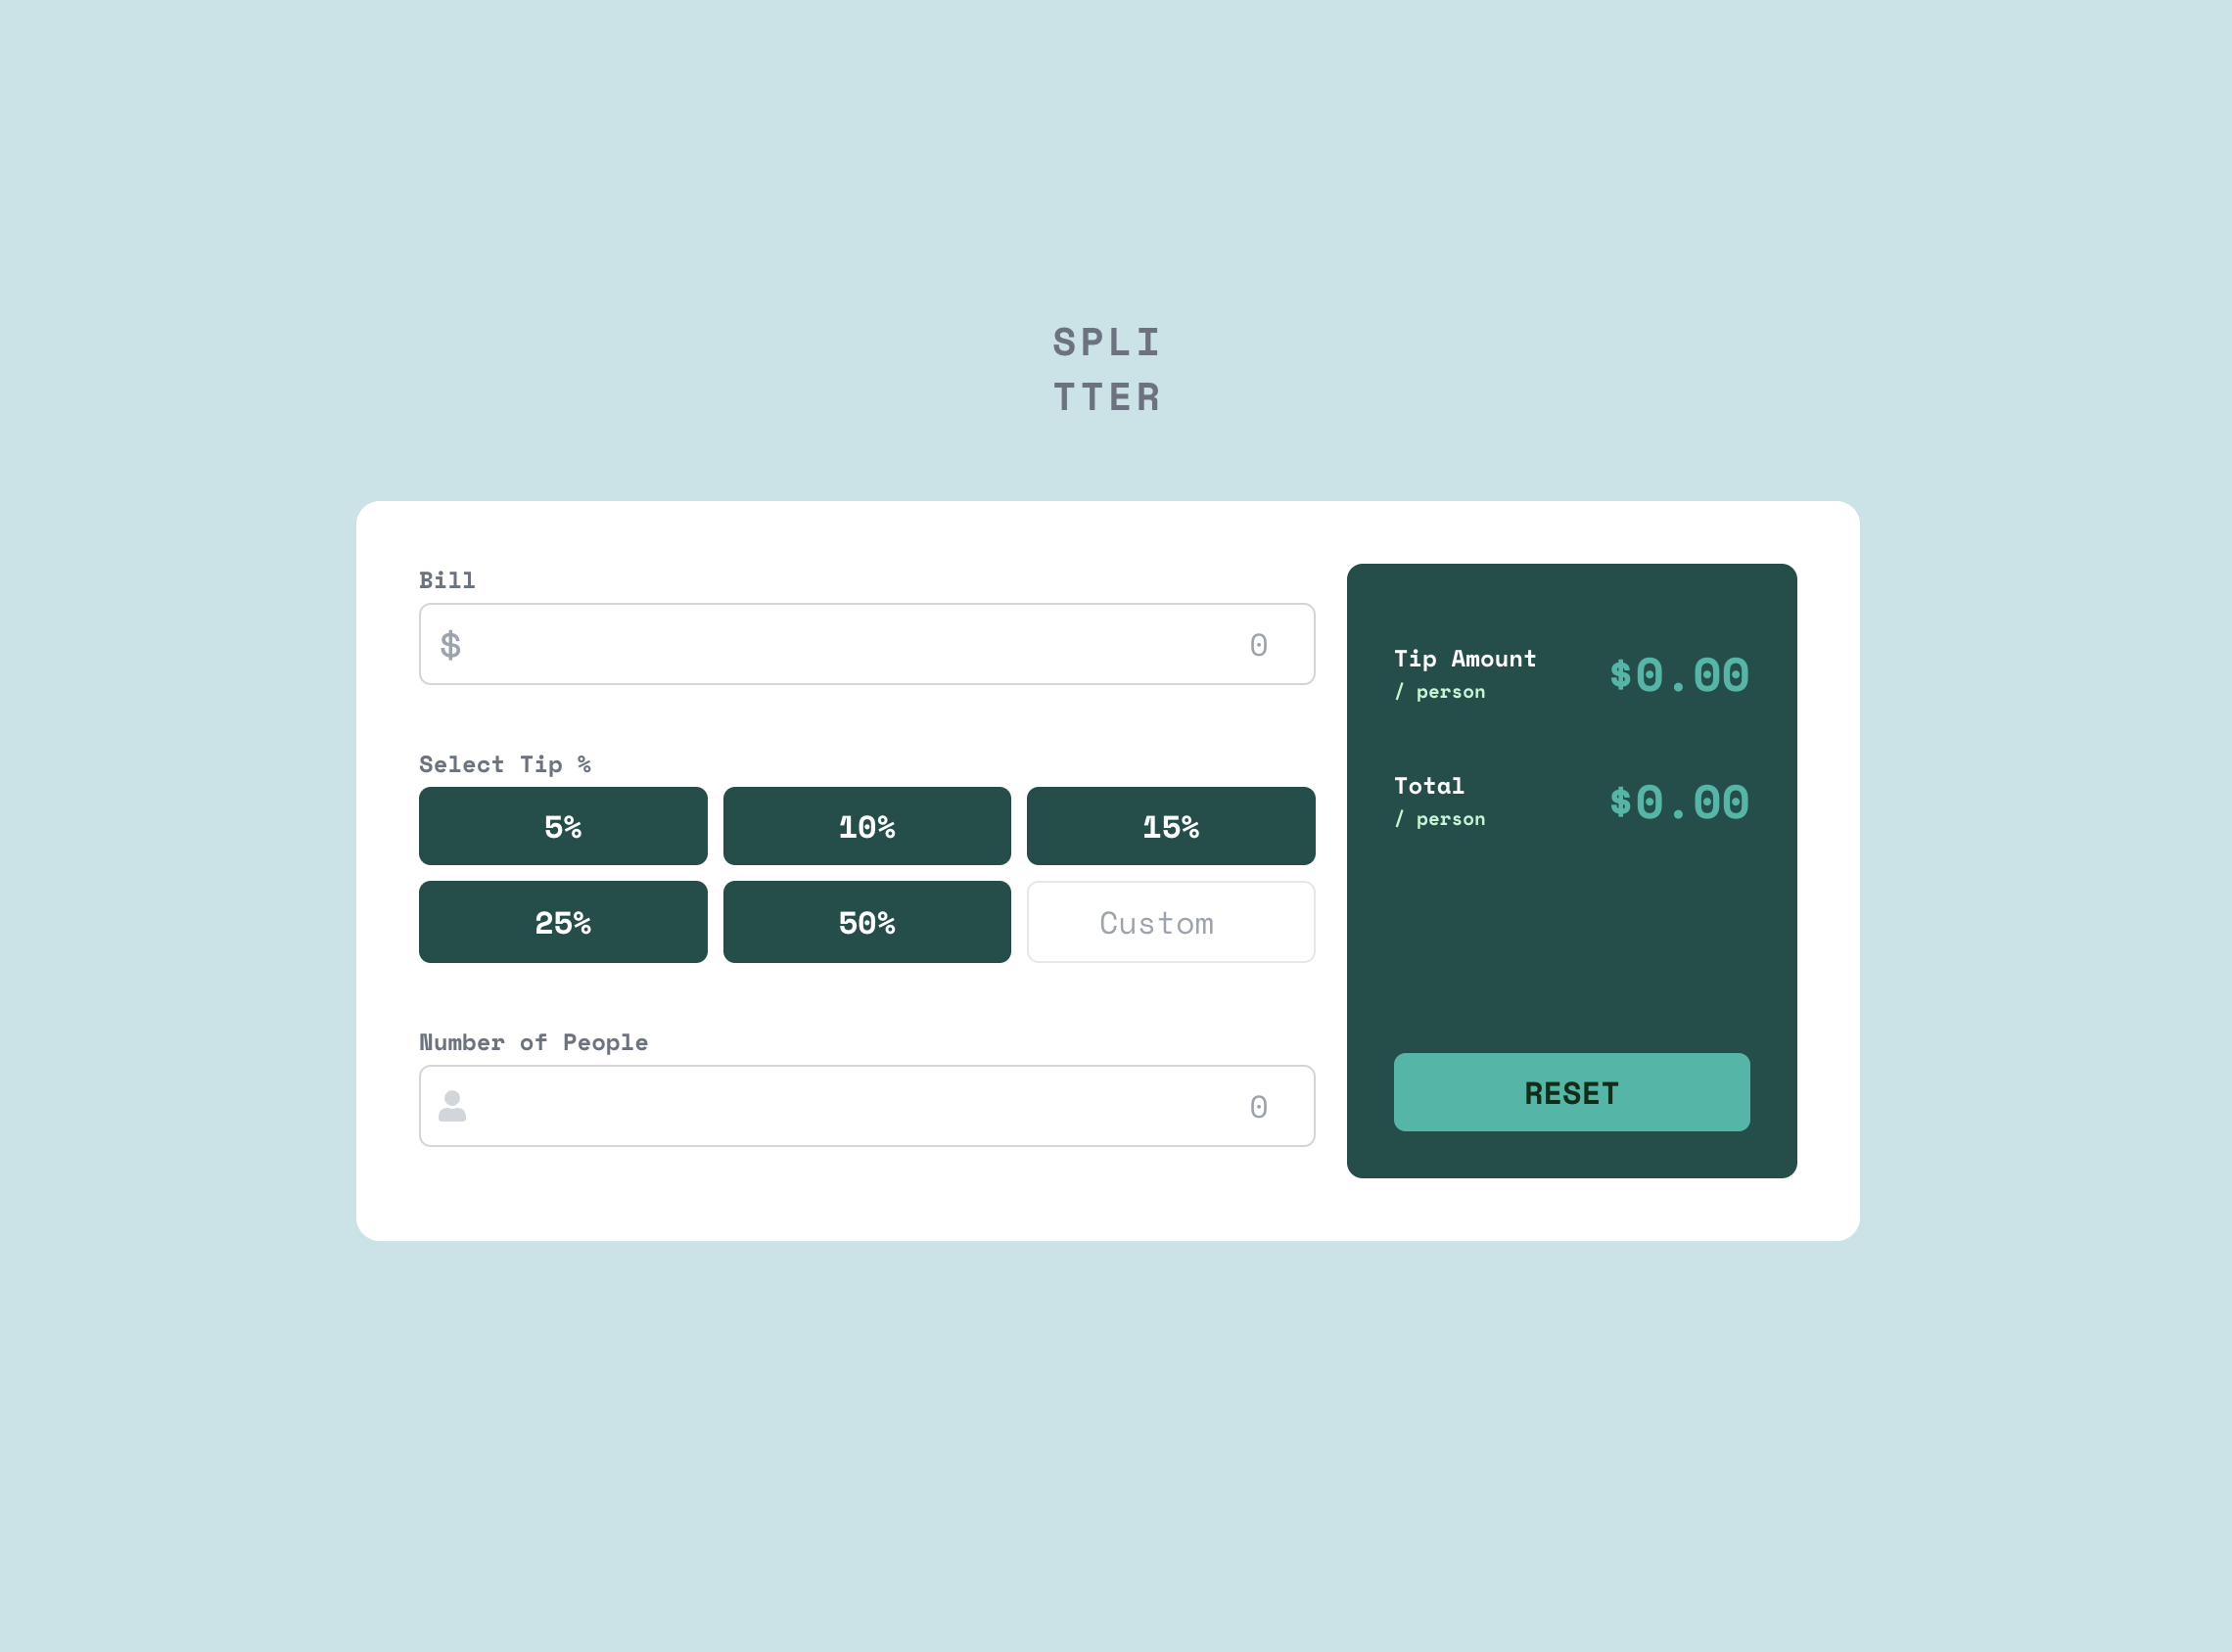 SPLI
TTER
Bill
$ 0
Select Tip %
5% 10% 15%
25% 50% Custom
Number of People
0
Tip Amount
/ person
$0.00
Total
/ person
$0.00
RESET